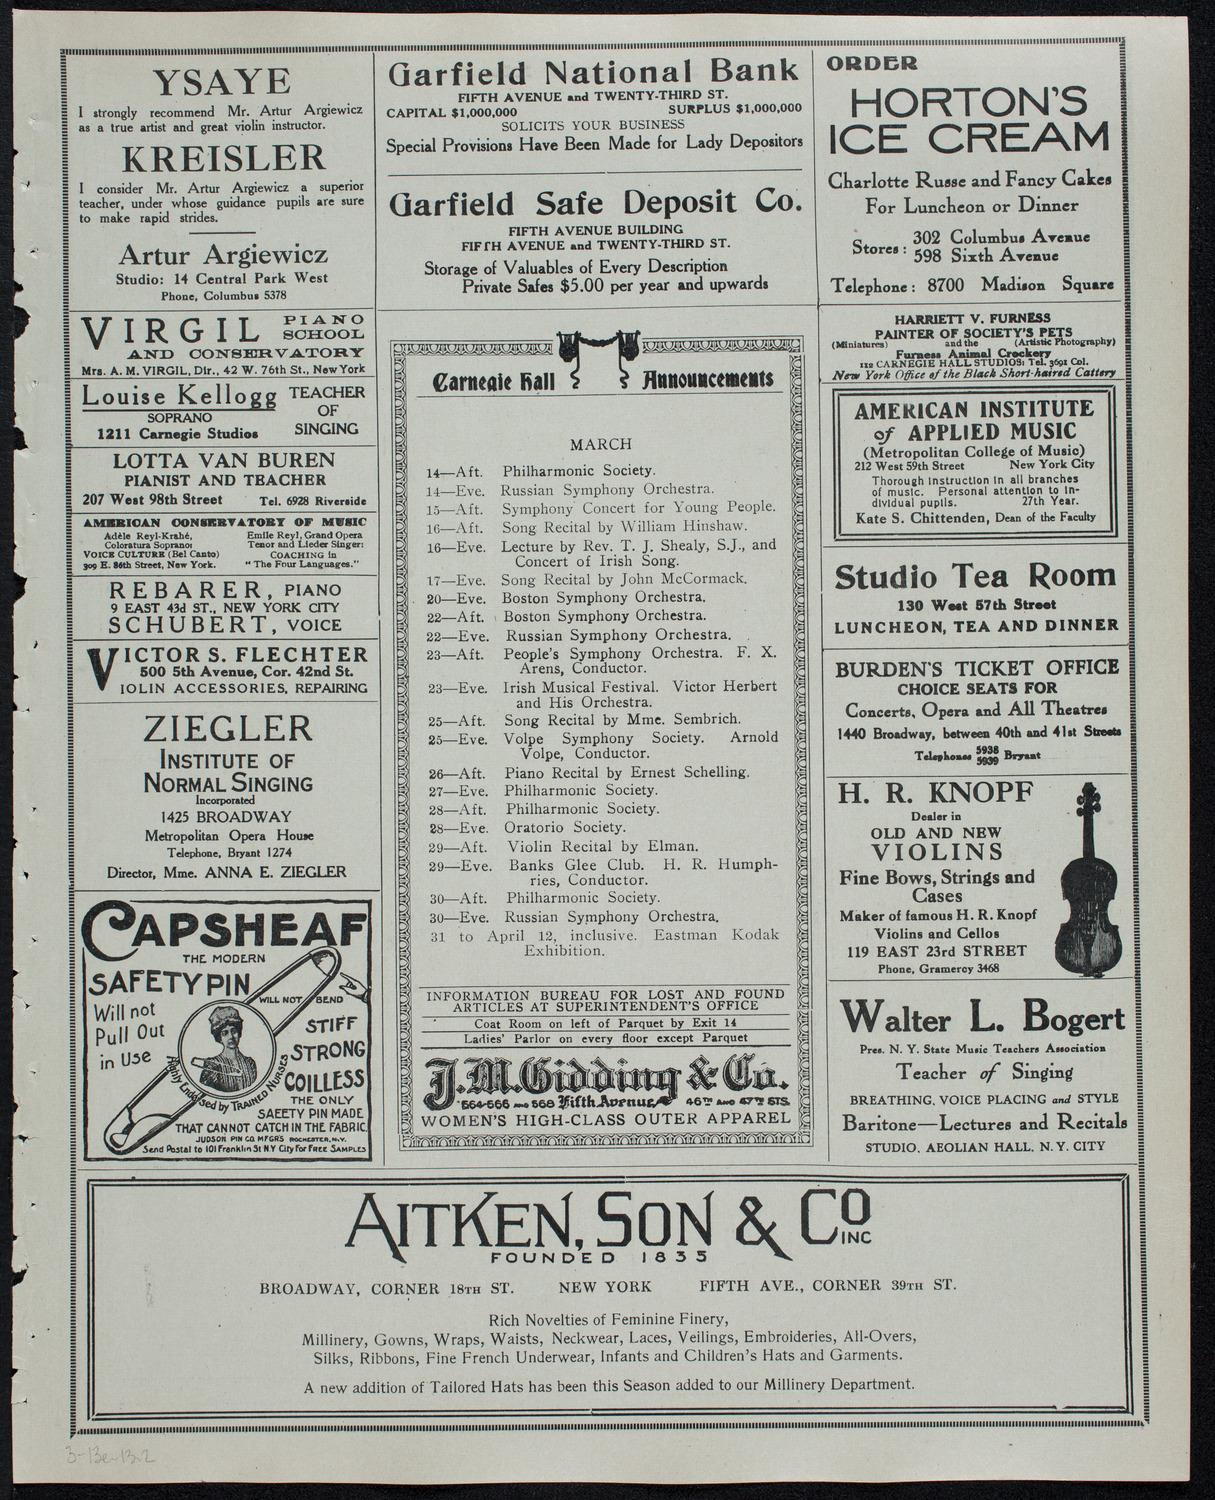 YSAYE
I strongly recommend Mr. Artur Argiewicz
as a true artist and great violin instructor.
KREISLER
I consider Mr. Artur Argiewicz a superior
teacher, under whose guidance pupils are sure
to make rapid strides.
Artur Argiewicz
Studio: 14 Central Park West
Phone, Columbus 5378
VIRGIL PIANO SCHOOL
AND CONSERVATORY
Mrs. A. M. VIRGIL, Dir., 42 W. 76th St., New York
Louise Kellogg TEACHER
SOPRANO OF
1211 Carnegie Studios SINGING
LOTTA VAN BUREN
PIANIST AND TEACHER
207 West 98th Street Tel. 6928 Riverside
AMERICAN CONSERVATORY OF MUSIC
Adèle Reyl-Krahé, Emile Reyl, Grand Opera
Coloratura Soprano: Tenor and Lieder Singer:
VOICE CULTURE (Bel Canto) COACHING in
309 E. 86th Street, New York. "The Four Languages."
REBARER, PIANO
9 EAST 43d ST., NEW YORK CITY
SCHUBERT, VOICE
VICTOR S. FLECHTER
500 5th Avenue, Cor. 42nd St.
VIOLIN ACCESSORIES, REPAIRING
ZIEGLER
INSTITUTE OF
NORMAL SINGING
Incorporated
1425 BROADWAY
Metropolitan Opera House
Telephone, Bryant 1274
Director, Mme. ANNA E. ZIEGLER
CAPSHEAF
THE MODERN
SAFETY PIN
WILL NOT BEND
Will not
Pull Out
in Use
STIFF
STRONG
COILLESS
Highly Endorsed by TRAINED NURSES
THE ONLY
SAFETY PIN MADE
THAT CANNOT CATCH IN THE FABRIC.
JUDSON PIN CO. MFGRS ROCHESTER, N.Y.
Send Postal to 101 Franklin St N.Y City For FREE SAMPLES
Garfield National Bank
FIFTH AVENUE and TWENTY-THIRD ST.
CAPITAL $1,000,000 SURPLUS $1,000,000
SOLICITS YOUR BUSINESS
Special Provisions Have Been Made for Lady Depositors
Garfield Safe Deposit Co.
FIFTH AVENUE BUILDING
FIFTH AVENUE and TWENTY-THIRD ST.
Storage of Valuables of Every Description
Private Safes $5.00 per year and upwards
Carnegie Hall Announcements
MARCH
14—Aft. Philharmonic Society.
14—Eve. Russian Symphony Orchestra.
15—Aft. Symphony Concert for Young People.
16—Aft. Song Recital by William Hinshaw.
16—Eve. Lecture by Rev. T. J. Shealy, S.J., and
Concert of Irish Song.
17—Eve. Song Recital by John McCormack.
20—Eve. Boston Symphony Orchestra.
22—Aft. Boston Symphony Orchestra.
22—Eve. Russian Symphony Orchestra.
23—Aft. People's Symphony Orchestra. F. X.
Arens, Conductor.
23—Eve. Irish Musical Festival. Victor Herbert
and His Orchestra.
25—Aft. Song Recital by Mme. Sembrich.
25—Eve. Volpe Symphony Society. Arnold
Volpe, Conductor.
26—Aft. Piano Recital by Ernest Schelling.
27—Eve. Philharmonic Society.
28—Aft. Philharmonic Society.
28—Eve. Oratorio Society.
29—Aft. Violin Recital by Elman.
29—Eve. Banks Glee Club. H. R. Humph-
ries, Conductor.
30—Aft. Philharmonic Society.
30—Eve. Russian Symphony Orchestra.
31 to April 12, inclusive. Eastman Kodak
Exhibition.
INFORMATION BUREAU FOR LOST AND FOUND
ARTICLES AT SUPERINTENDENT'S OFFICE
Coat Room on left of Parquet by Exit 14
Ladies' Parlor on every floor except Parquet
J.M. Gidding & Co.
564-566 AND 568 Fifth Avenue 46TH AND 47TH STS.
WOMEN'S HIGH-CLASS OUTER APPAREL
ORDER
HORTON'S
ICE CREAM
Charlotte Russe and Fancy Cakes
For Luncheon or Dinner
Stores: 302 Columbus Avenue
598 Sixth Avenue
Telephone: 8700 Madison Square
HARRIETT V. FURNESS
PAINTER OF SOCIETY'S PETS
(Miniatures) and the (Artistic Photography)
Furness Animal Crockery
112 CARNEGIE HALL STUDIOS: Tel. 3691 Col.
New York Office of the Black Short-haired Cattery
AMERICAN INSTITUTE
of APPLIED MUSIC
(Metropolitan College of Music)
212 West 59th Street New York City
Thorough instruction in all branches
of music. Personal attention to in-
dividual pupils. 27th Year.
Kate S. Chittenden, Dean of the Faculty
Studio Tea Room
130 West 57th Street
LUNCHEON, TEA AND DINNER
BURDEN'S TICKET OFFICE
CHOICE SEATS FOR
Concerts, Opera and All Theatres
1440 Broadway, between 40th and 41st Streets
Telephones 5938 5939 Bryant
H. R. KNOPF
Dealer in
OLD AND NEW
VIOLINS
Fine Bows, Strings and
Cases
Maker of famous H. R. Knopf
Violins and Cellos
119 EAST 23rd STREET
Phone, Gramercy 3468
Walter L. Bogert
Pres. N. Y. State Music Teachers Association
Teacher of Singing
BREATHING, VOICE PLACING and STYLE
Baritone—Lectures and Recitals
STUDIO, AEOLIAN HALL, N. Y. CITY
AITKEN, SON & CO INC
FOUNDED 1835
BROADWAY, CORNER 18TH ST. NEW YORK FIFTH AVE., CORNER 39TH ST.
Rich Novelties of Feminine Finery,
Millinery, Gowns, Wraps, Waists, Neckwear, Laces, Veilings, Embroideries, All-Overs,
Silks, Ribbons, Fine French Underwear, Infants and Children's Hats and Garments.
A new addition of Tailored Hats has been this Season added to our Millinery Department.